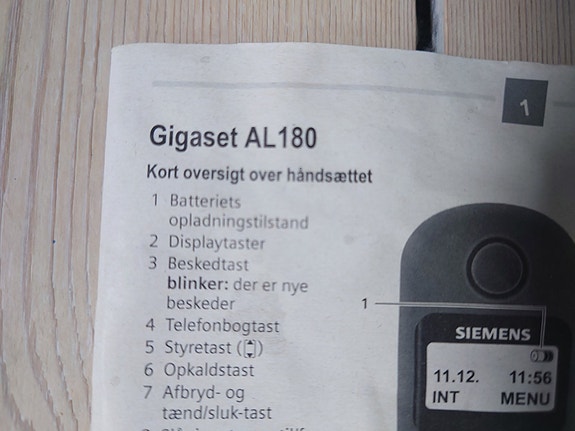 1
Gigaset AL180
Kort oversigt over håndsættet
1 Batteriets
opladningstilstand
2 Displaytaster
3 Beskedtast
blinker: der er nye
beskeder
4 Telefonbogtast
5 Styretast ()
6 Opkaldstast
7 Afbryd- og
tænd/sluk-tast
1
SIEMENS
11.12. 11:56
INT MENU